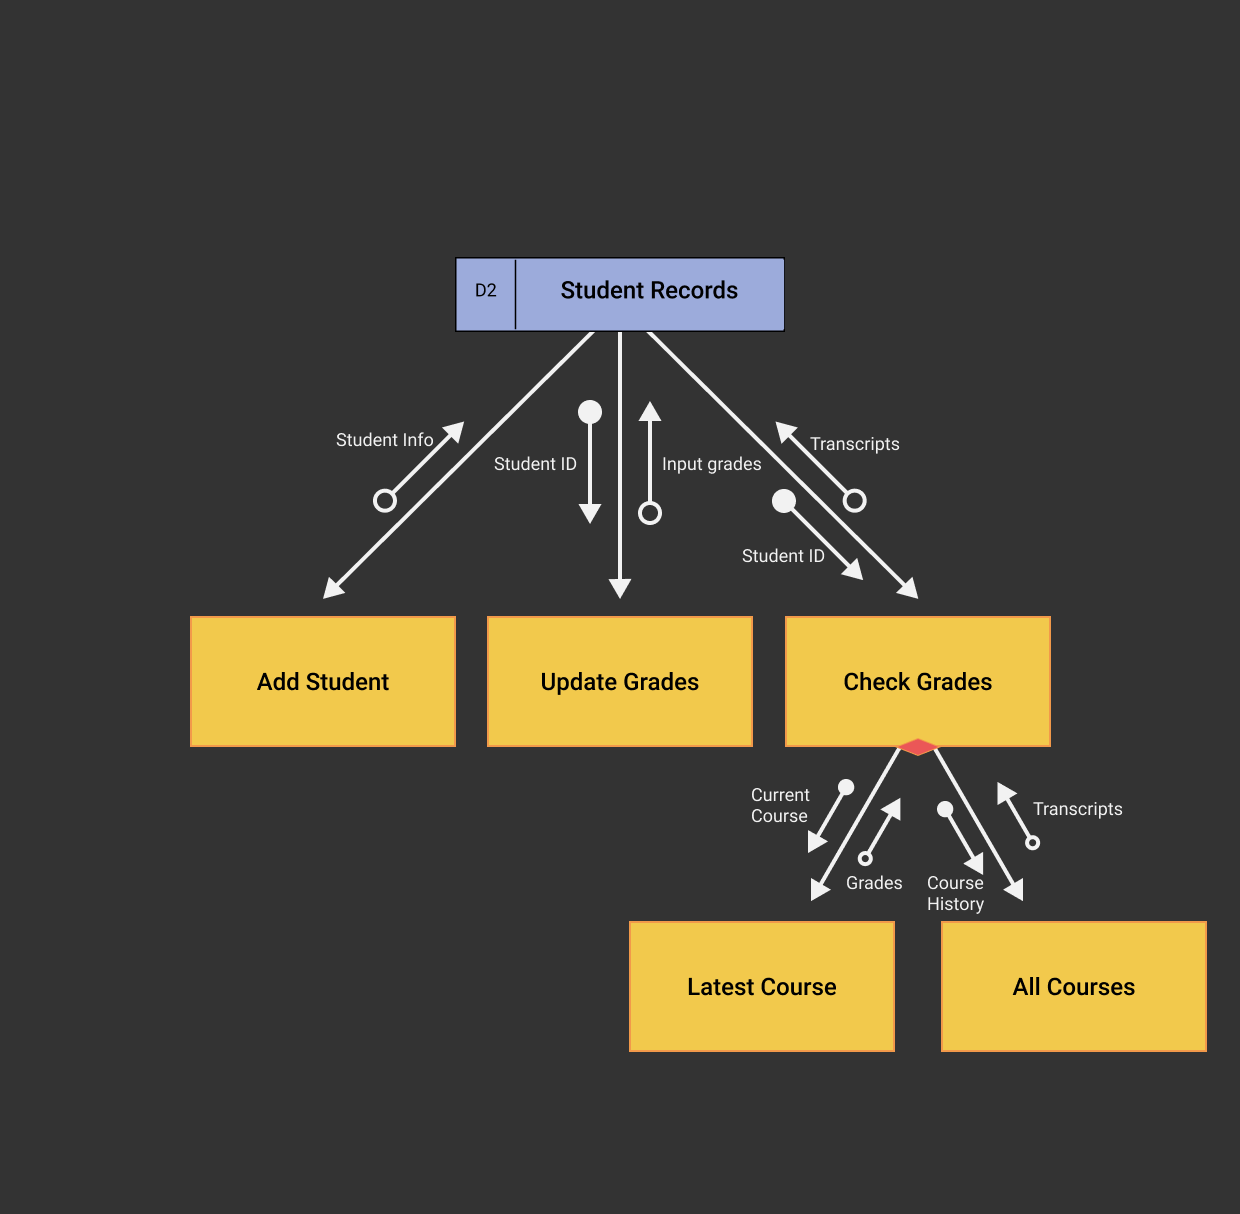 D2
Student Records
Student Info
Student ID
Input grades
Transcripts
Student ID
Add Student
Update Grades
Check Grades
Current
Course
Transcripts
Grades
Course
History
Latest Course
All Courses